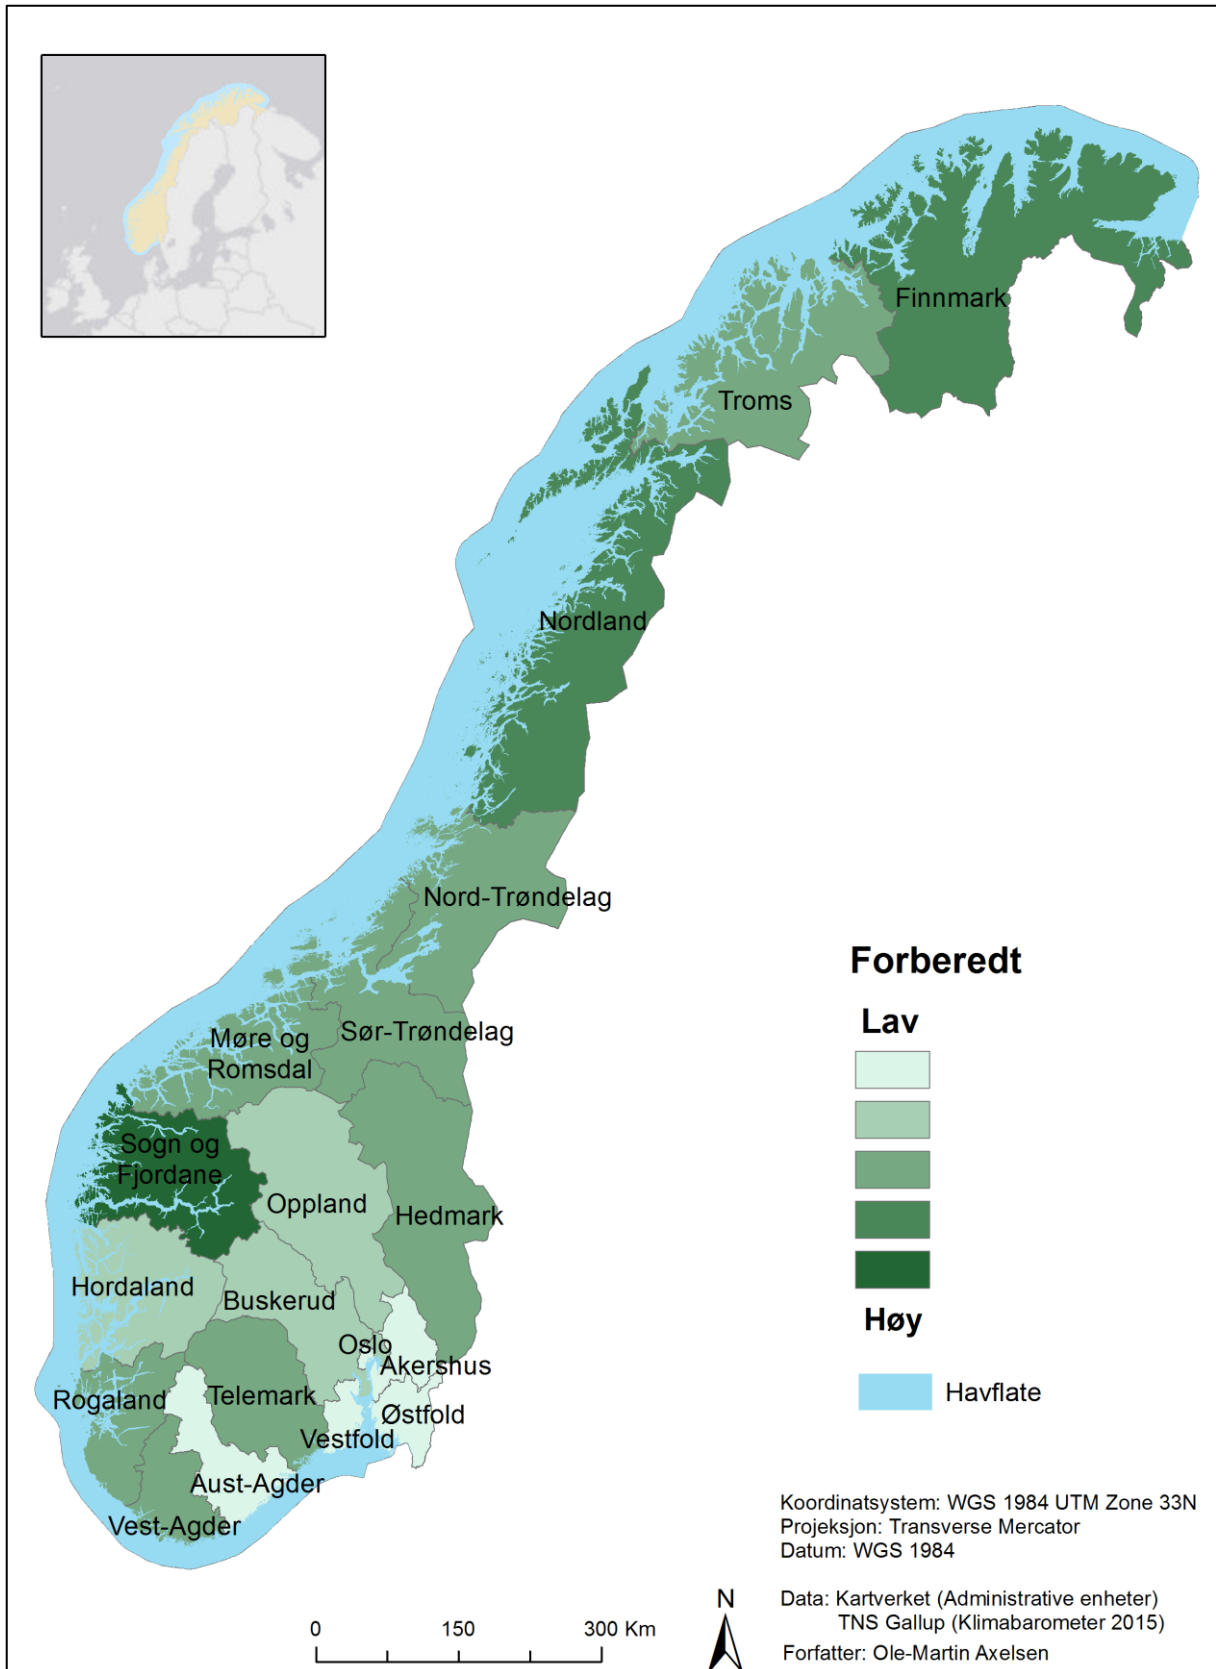 Finnmark
Troms
Nordland
Nord-Trøndelag
Sør-Trøndelag
Møre og
Romsdal
Sogn og
Fjordane
Oppland
Hedmark
Hordaland
Buskerud
Oslo
Akershus
Rogaland
Telemark
Østfold
Vestfold
Aust-Agder
Vest-Agder
Forberedt
Lav
Høy
Havflate
Koordinatsystem: WGS 1984 UTM Zone 33N
Projeksjon: Transverse Mercator
Datum: WGS 1984
Data: Kartverket (Administrative enheter)
TNS Gallup (Klimabarometer 2015)
Forfatter: Ole-Martin Axelsen
N
0 150 300 Km